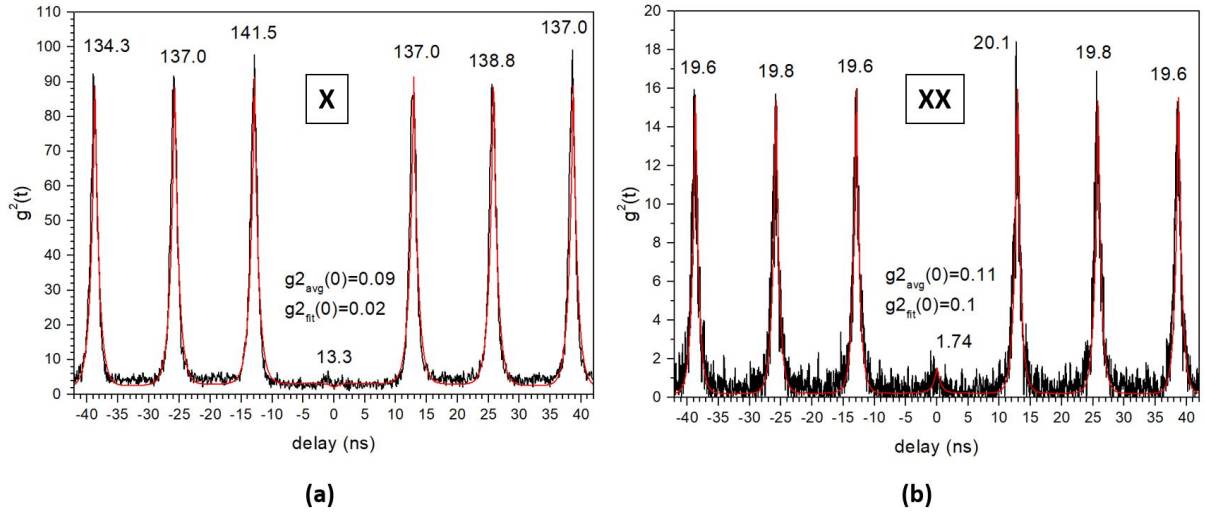 134.3
137.0
141.5
137.0
138.8
137.0
X
g2avg(0)=0.09
g2fit(0)=0.02
13.3
110
100
90
80
70
60
50
40
30
20
10
0
g²(t)
-42 -35 -30 -25 -20 -15 -10 -5 0 5 10 15 20 25 30 35 40
delay (ns)
(a)
19.6
19.8
19.6
20.1
19.8
19.6
XX
g2avg(0)=0.11
g2fit(0)=0.1
1.74
20
18
16
14
12
10
8
6
4
2
0
g²(t)
-40 -35 -30 -25 -20 -15 -10 -5 0 5 10 15 20 25 30 35 40
delay (ns)
(b)